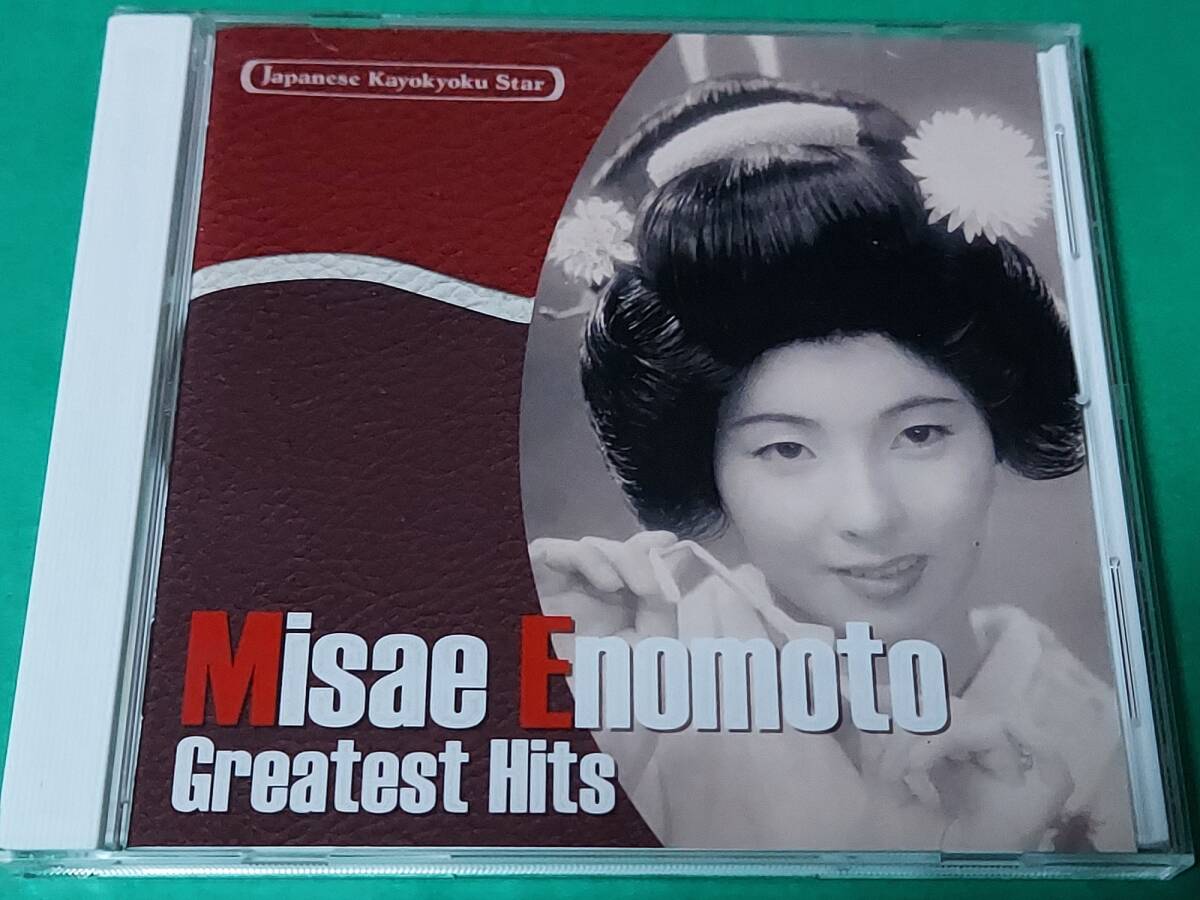 Japanese Kayokyoku Star
Misae Enomoto
Greatest Hits